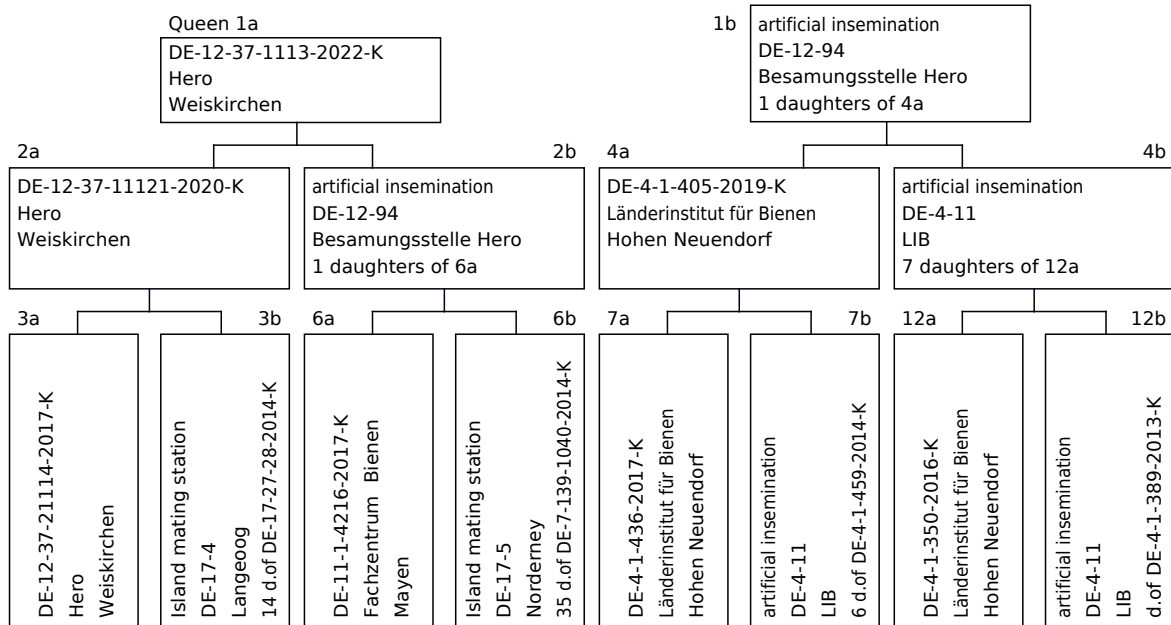 Queen 1a
DE-12-37-1113-2022-K
Hero
Weiskirchen
1b
artificial insemination
DE-12-94
Besamungsstelle Hero
1 daughters of 4a
2a
DE-12-37-11121-2020-K
Hero
Weiskirchen
2b
artificial insemination
DE-12-94
Besamungsstelle Hero
1 daughters of 6a
4a
DE-4-1-405-2019-K
Länderinstitut für Bienen
Hohen Neuendorf
4b
artificial insemination
DE-4-11
LIB
7 daughters of 12a
3a
DE-12-37-21114-2017-K
Hero
Weiskirchen
3b
Island mating station
DE-17-4
Langeoog
14 d.of DE-17-27-28-2014-K
6a
DE-11-1-4216-2017-K
Fachzentrum Bienen
Mayen
6b
Island mating station
DE-17-5
Norderney
35 d.of DE-7-139-1040-2014-K
7a
DE-4-1-436-2017-K
Länderinstitut für Bienen
Hohen Neuendorf
7b
artificial insemination
DE-4-11
LIB
6 d.of DE-4-1-459-2014-K
12a
DE-4-1-350-2016-K
Länderinstitut für Bienen
Hohen Neuendorf
12b
artificial insemination
DE-4-11
LIB
d.of DE-4-1-389-2013-K